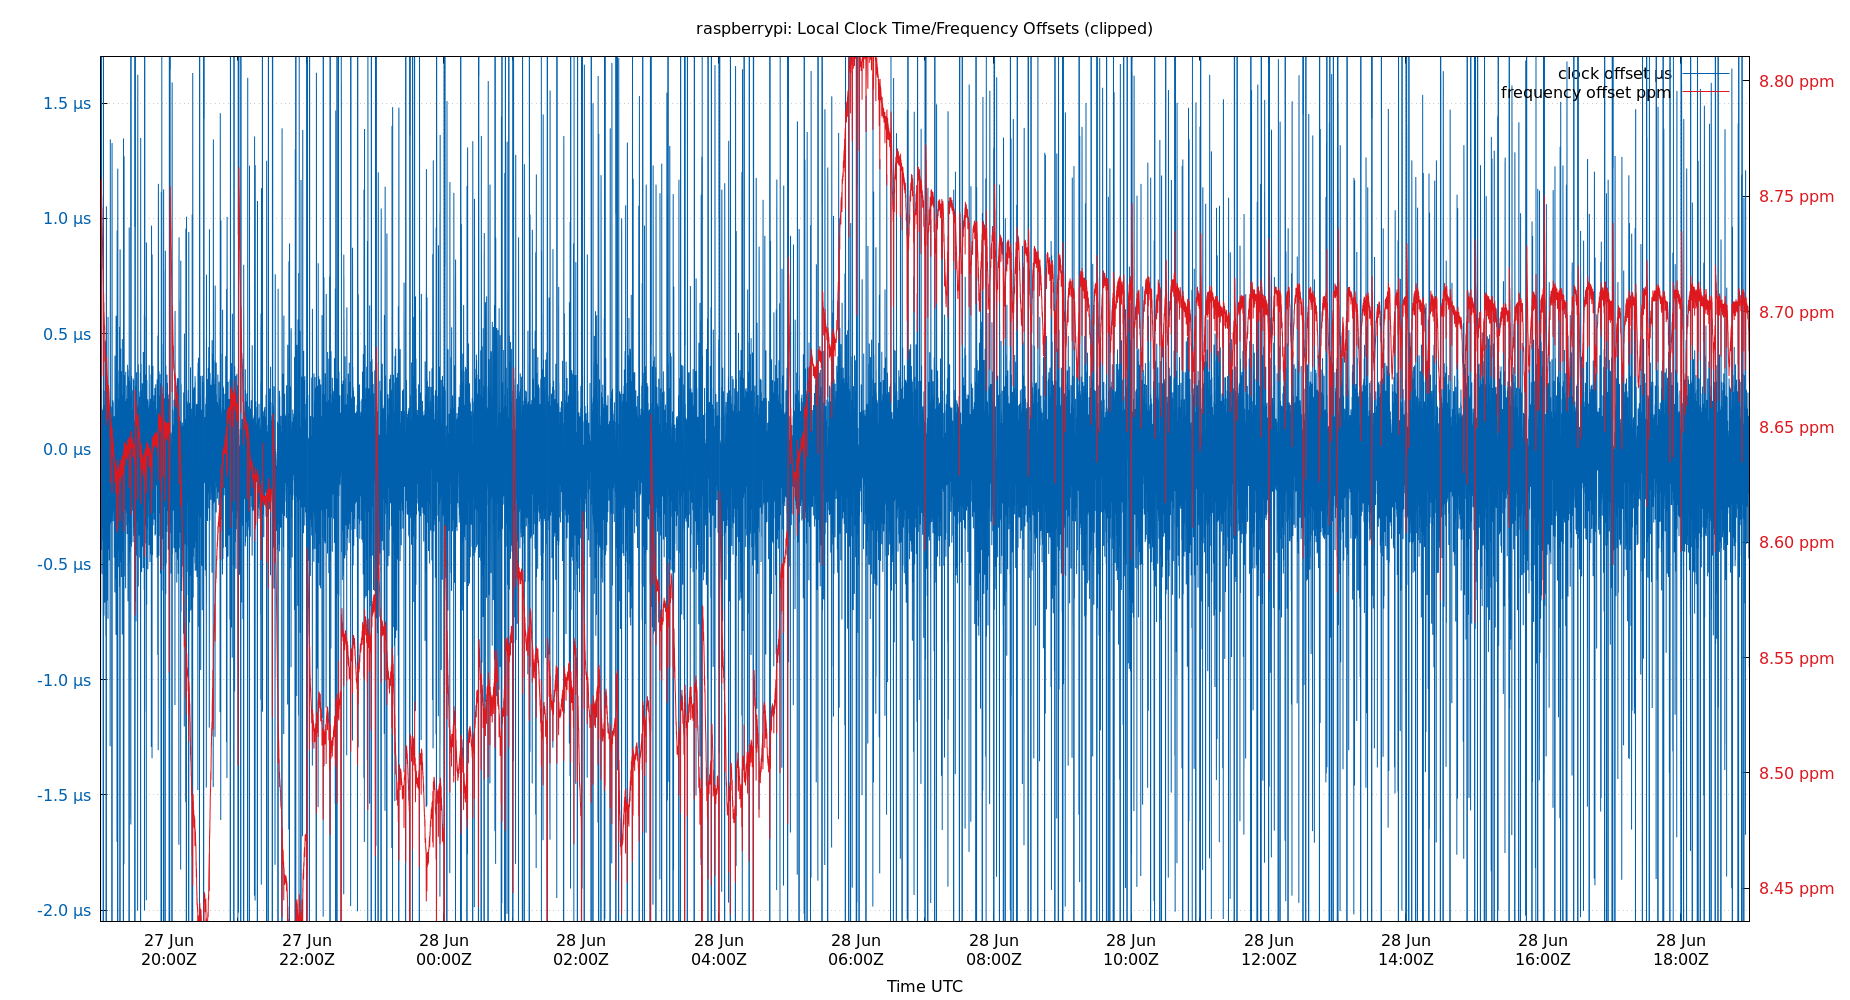 raspberrypi: Local Clock Time/Frequency Offsets (clipped)
clock offset µs
frequency offset ppm
1.5 µs
1.0 µs
0.5 µs
0.0 µs
-0.5 µs
-1.0 µs
-1.5 µs
-2.0 µs
8.80 ppm
8.75 ppm
8.70 ppm
8.65 ppm
8.60 ppm
8.55 ppm
8.50 ppm
8.45 ppm
27 Jun
20:00Z
27 Jun
22:00Z
28 Jun
00:00Z
28 Jun
02:00Z
28 Jun
04:00Z
28 Jun
06:00Z
28 Jun
08:00Z
28 Jun
10:00Z
28 Jun
12:00Z
28 Jun
14:00Z
28 Jun
16:00Z
28 Jun
18:00Z
Time UTC